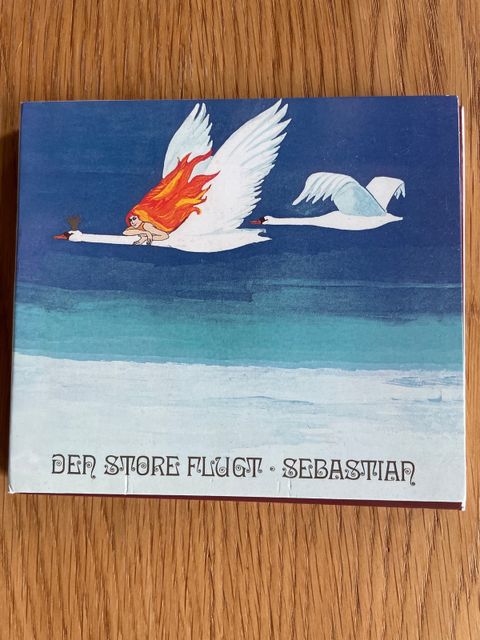 DEN STORE FLUGT · SEBASTIAN